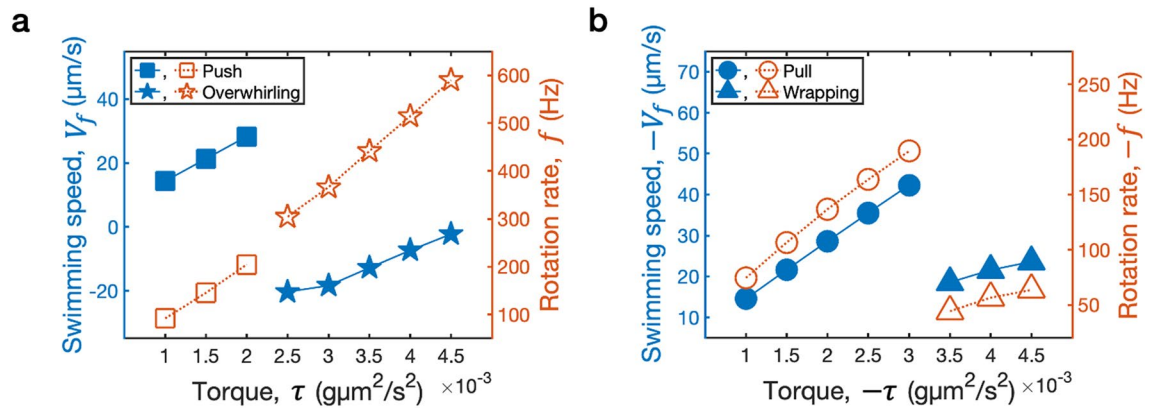 a
Swimming speed, V_f (μm/s)
40
20
0
-20
■, □ Push
★, ☆ Overwhirling
600
500
400
300
200
100
Rotation rate, f (Hz)
1 1.5 2 2.5 3 3.5 4 4.5
Torque, τ (gμm²/s²) ×10⁻³
b
Swimming speed, −V_f (μm/s)
70
60
50
40
30
20
10
●, ○ Pull
▲, △ Wrapping
250
200
150
100
50
Rotation rate, −f (Hz)
1 1.5 2 2.5 3 3.5 4 4.5
Torque, −τ (gμm²/s²) ×10⁻³